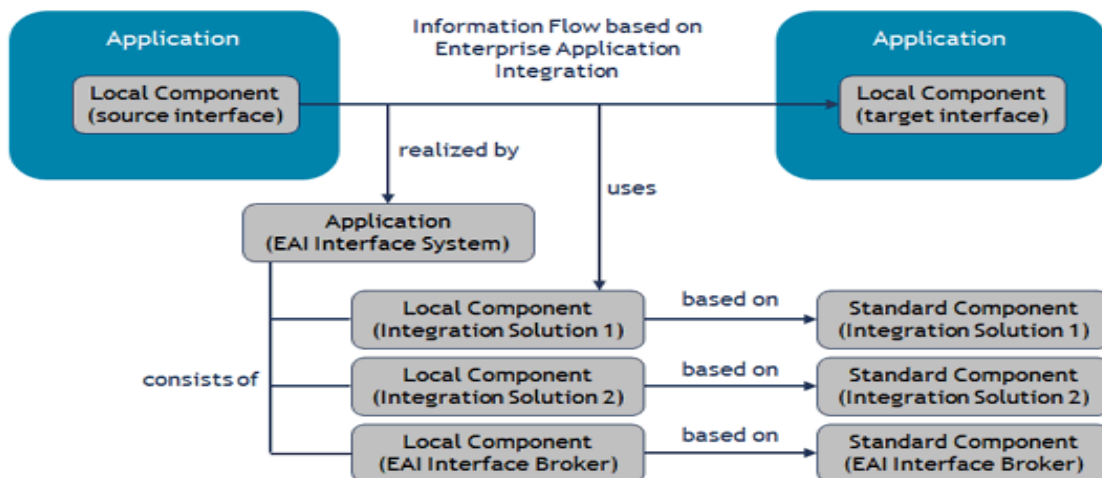 Application
Local Component
(source interface)
Information Flow based on
Enterprise Application
Integration
Application
Local Component
(target interface)
realized by
uses
Application
(EAI Interface System)
consists of
Local Component
(Integration Solution 1)
based on
Standard Component
(Integration Solution 1)
Local Component
(Integration Solution 2)
based on
Standard Component
(Integration Solution 2)
Local Component
(EAI Interface Broker)
based on
Standard Component
(EAI Interface Broker)